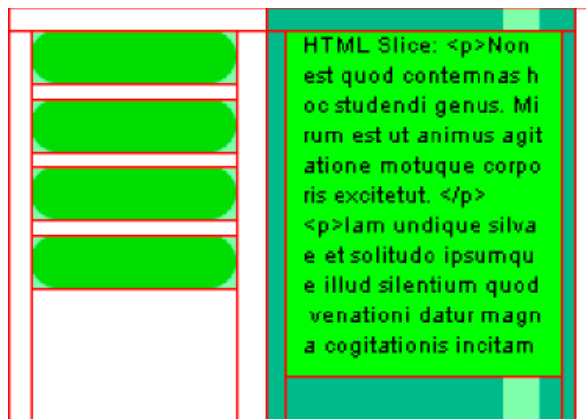 HTML Slice: <p>Non
est quod contemnas h
oc studendi genus. Mi
rum est ut animus agit
atione motuque corpo
ris excitetut. </p>
<p>Iam undique silva
e et solitudo ipsumqu
e illud silentium quod
venationi datur magn
a cogitationis incitam